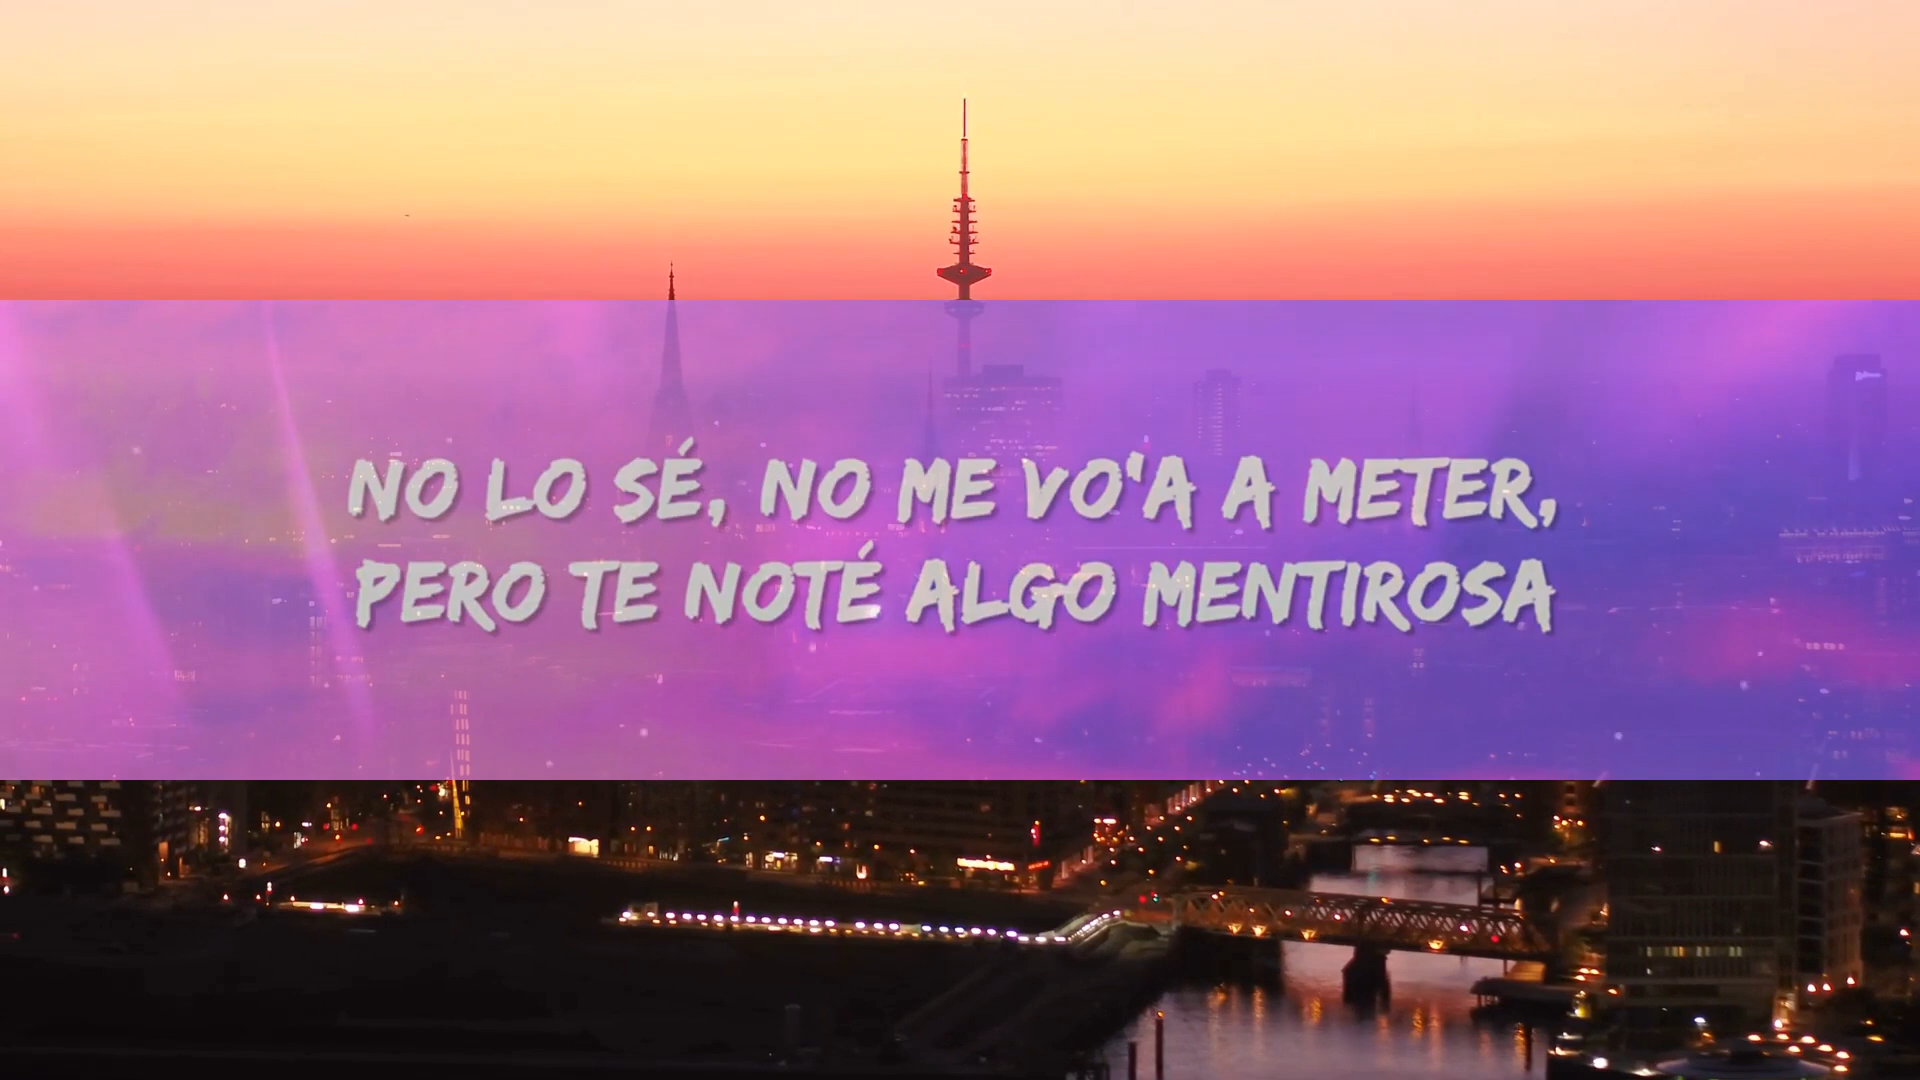 NO LO SÉ, NO ME VO'A A METER,
PERO TE NOTÉ ALGO MENTIROSA